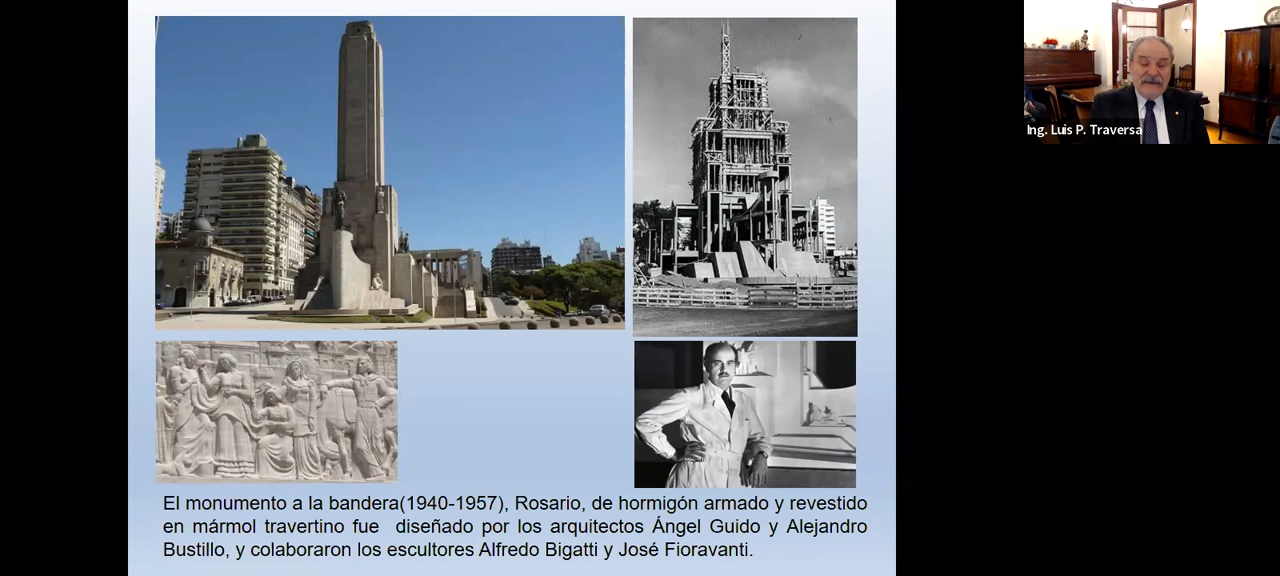 Ing. Luis P. Traversa
El monumento a la bandera(1940-1957), Rosario, de hormigón armado y revestido
en mármol travertino fue diseñado por los arquitectos Ángel Guido y Alejandro
Bustillo, y colaboraron los escultores Alfredo Bigatti y José Fioravanti.